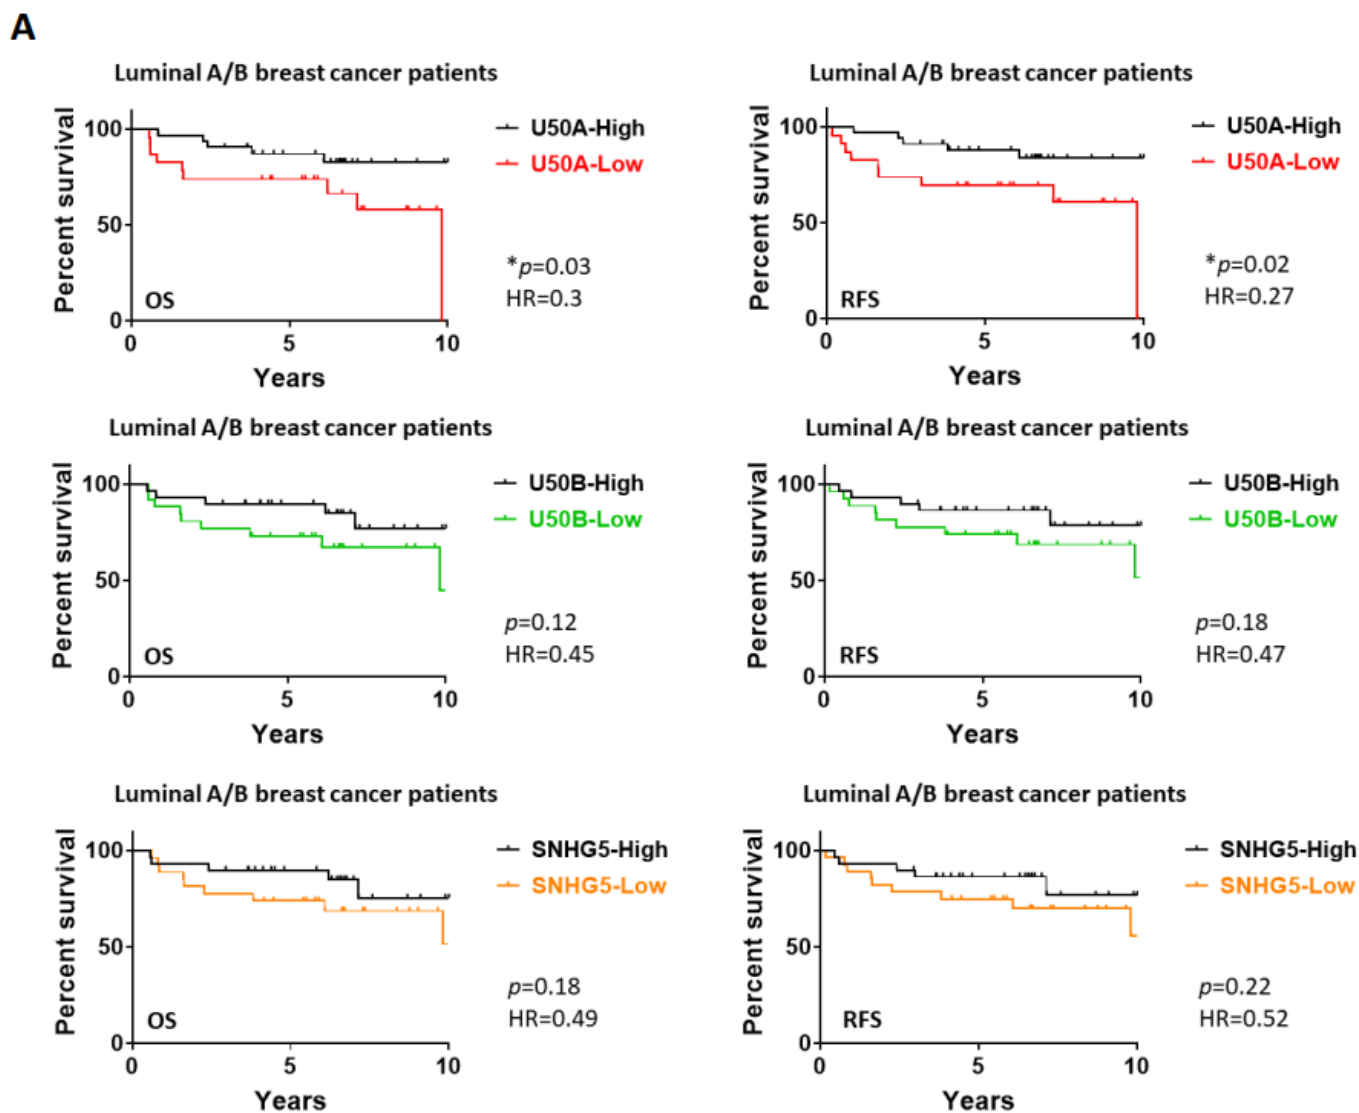 A
Luminal A/B breast cancer patients
Percent survival
100
50
0
0 5 10
Years
OS
U50A-High
U50A-Low
*p=0.03
HR=0.3
Luminal A/B breast cancer patients
Percent survival
100
50
0
0 5 10
Years
RFS
U50A-High
U50A-Low
*p=0.02
HR=0.27
Luminal A/B breast cancer patients
Percent survival
100
50
0
0 5 10
Years
OS
U50B-High
U50B-Low
p=0.12
HR=0.45
Luminal A/B breast cancer patients
Percent survival
100
50
0
0 5 10
Years
RFS
U50B-High
U50B-Low
p=0.18
HR=0.47
Luminal A/B breast cancer patients
Percent survival
100
50
0
0 5 10
Years
OS
SNHG5-High
SNHG5-Low
p=0.18
HR=0.49
Luminal A/B breast cancer patients
Percent survival
100
50
0
0 5 10
Years
RFS
SNHG5-High
SNHG5-Low
p=0.22
HR=0.52